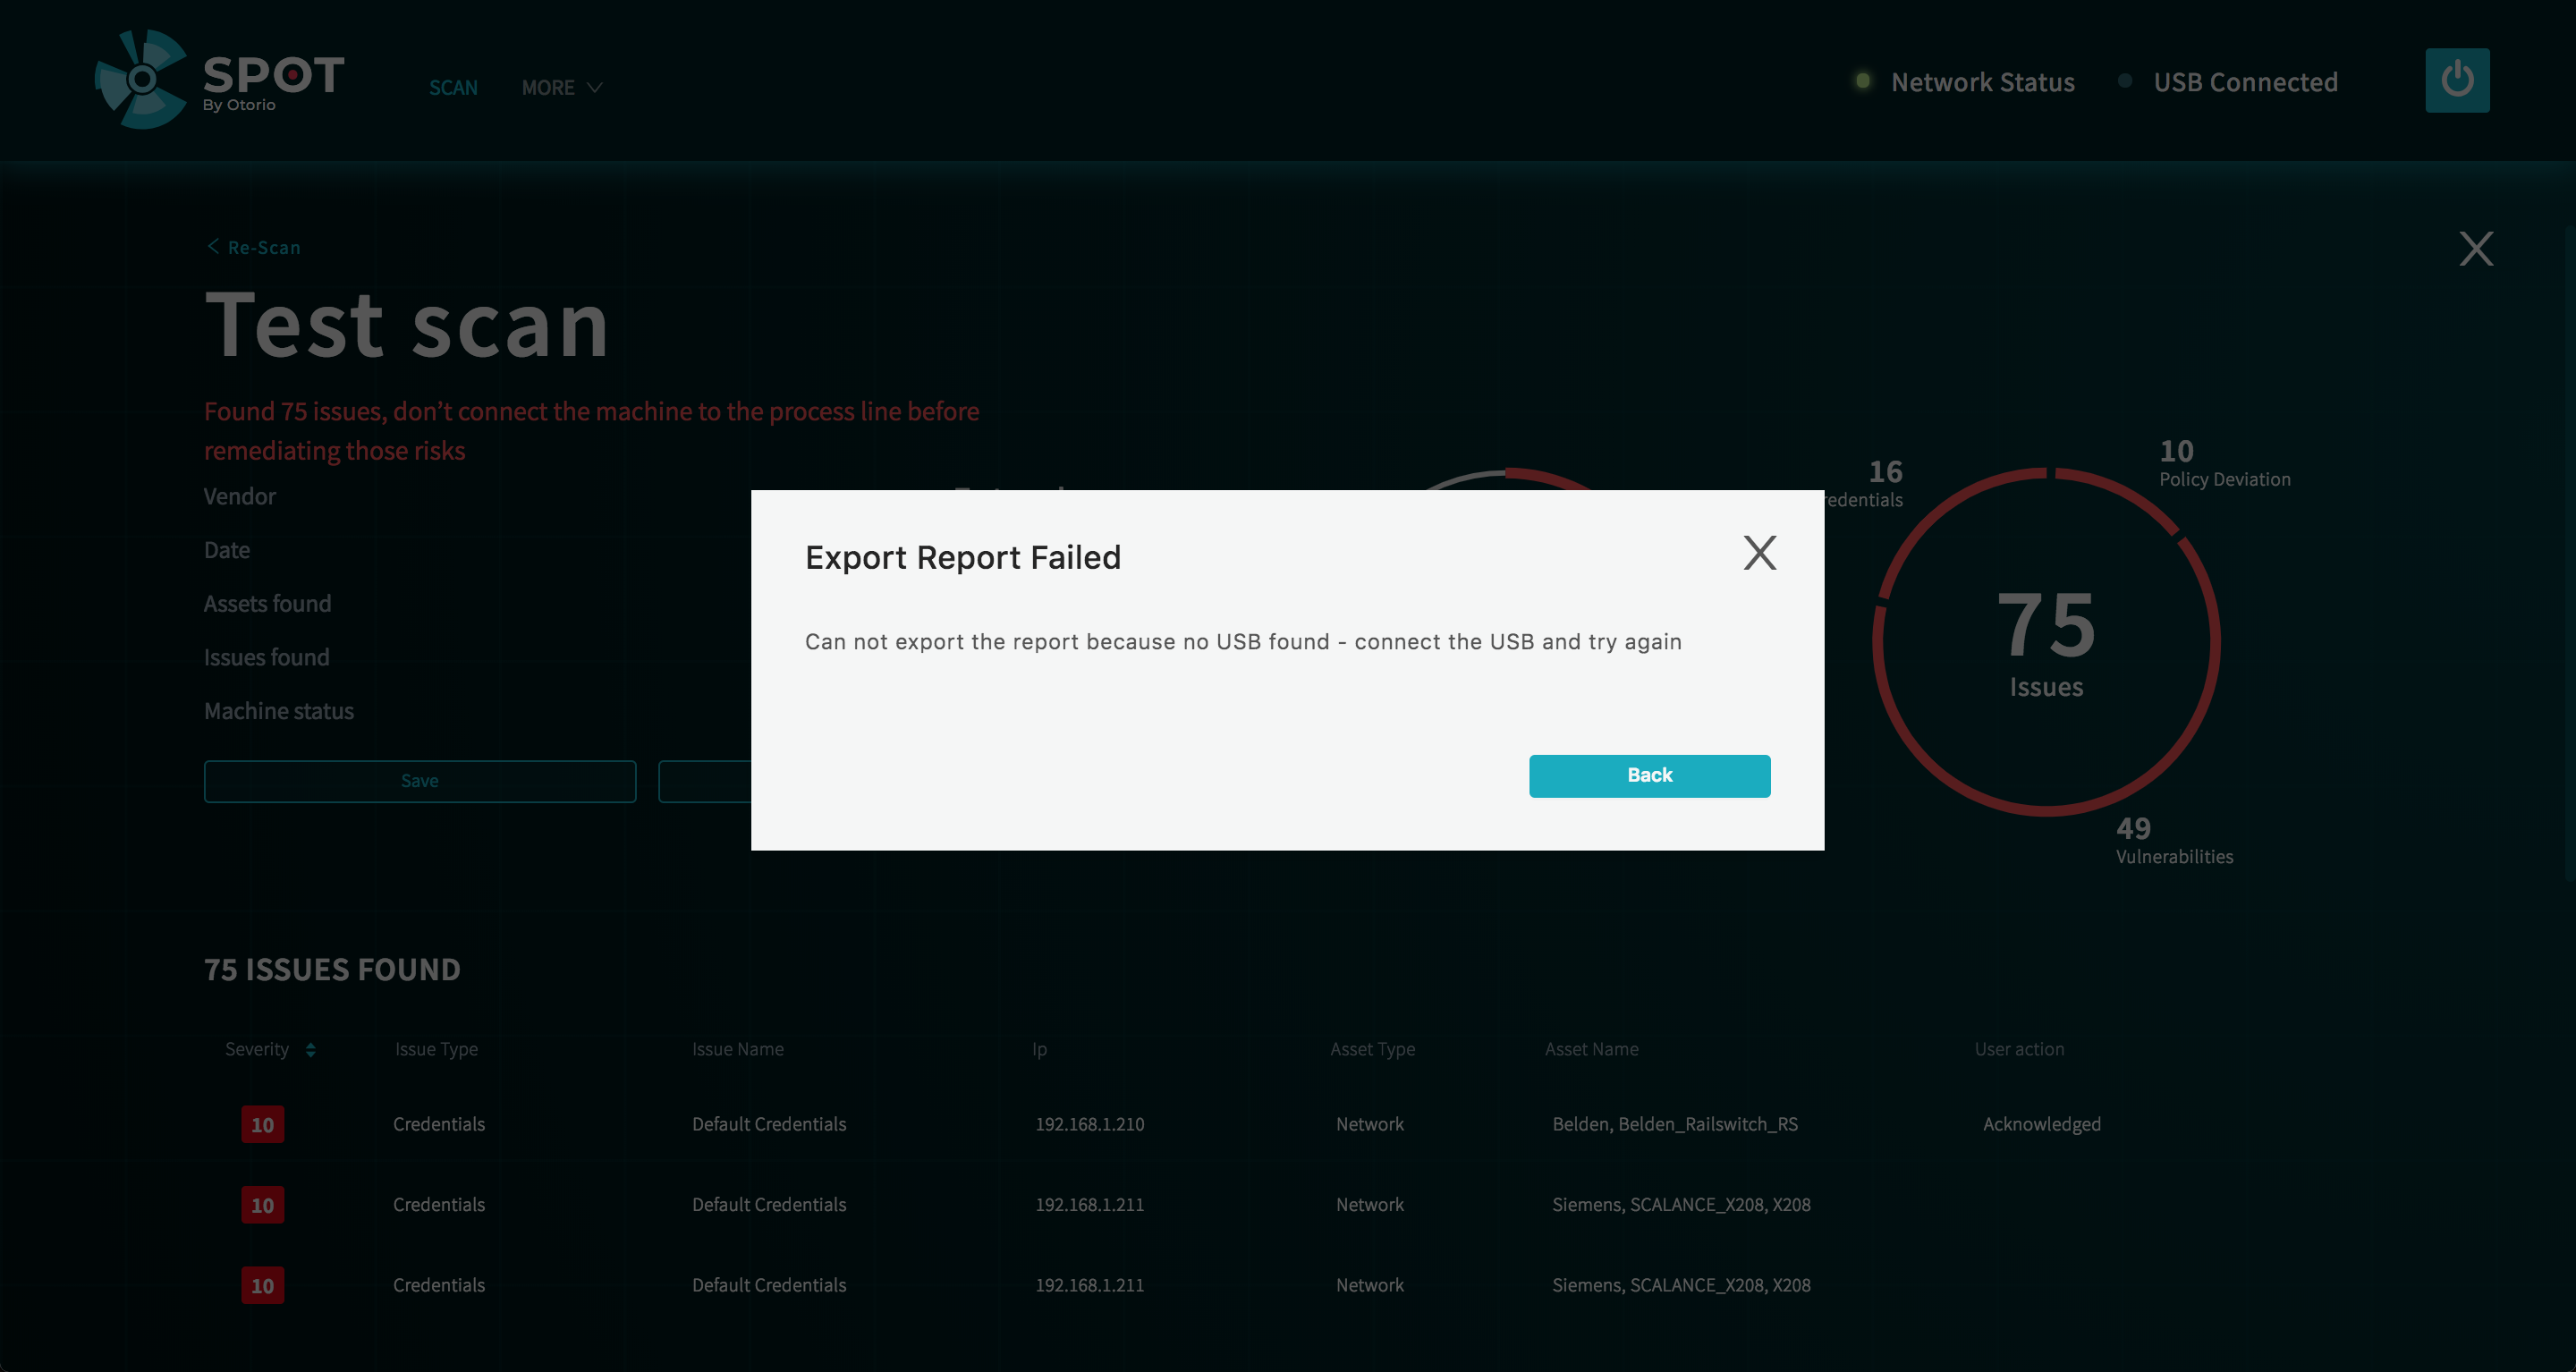 SPOT
By Otorio
SCAN
MORE
Network Status
USB Connected
Re-Scan
Test scan
Found 75 issues, don’t connect the machine to the process line before
remediating those risks
Vendor
Date
Assets found
Issues found
Machine status
Save
16
redentials
10
Policy Deviation
75
Issues
49
Vulnerabilities
Export Report Failed
Can not export the report because no USB found - connect the USB and try again
Back
75 ISSUES FOUND
Severity Issue Type Issue Name Ip Asset Type Asset Name User action
10 Credentials Default Credentials 192.168.1.210 Network Belden, Belden_Railswitch_RS Acknowledged
10 Credentials Default Credentials 192.168.1.211 Network Siemens, SCALANCE_X208, X208
10 Credentials Default Credentials 192.168.1.211 Network Siemens, SCALANCE_X208, X208